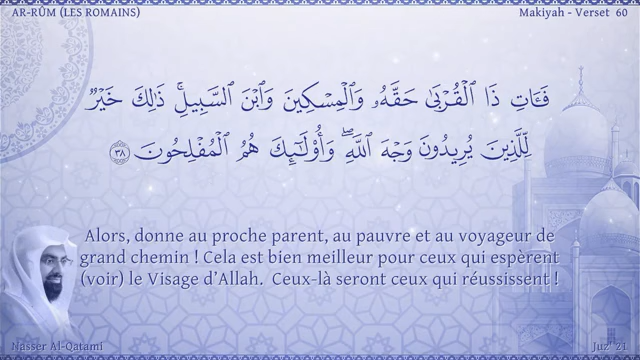 AR-RÛM (LES ROMAINS)
Makiyah - Verset 60
فَـَٔاتِ ذَا ٱلْقُرْبَىٰ حَقَّهُۥ وَٱلْمِسْكِينَ وَٱبْنَ ٱلسَّبِيلِ ۚ ذَٰلِكَ خَيْرٌ
لِّلَّذِينَ يُرِيدُونَ وَجْهَ ٱللَّهِ ۖ وَأُو۟لَـٰٓئِكَ هُمُ ٱلْمُفْلِحُونَ ٣٨
Alors, donne au proche parent, au pauvre et au voyageur de
grand chemin ! Cela est bien meilleur pour ceux qui espèrent
(voir) le Visage d’Allah. Ceux-là seront ceux qui réussissent !
Nasser Al-Qatami
Juz' 21